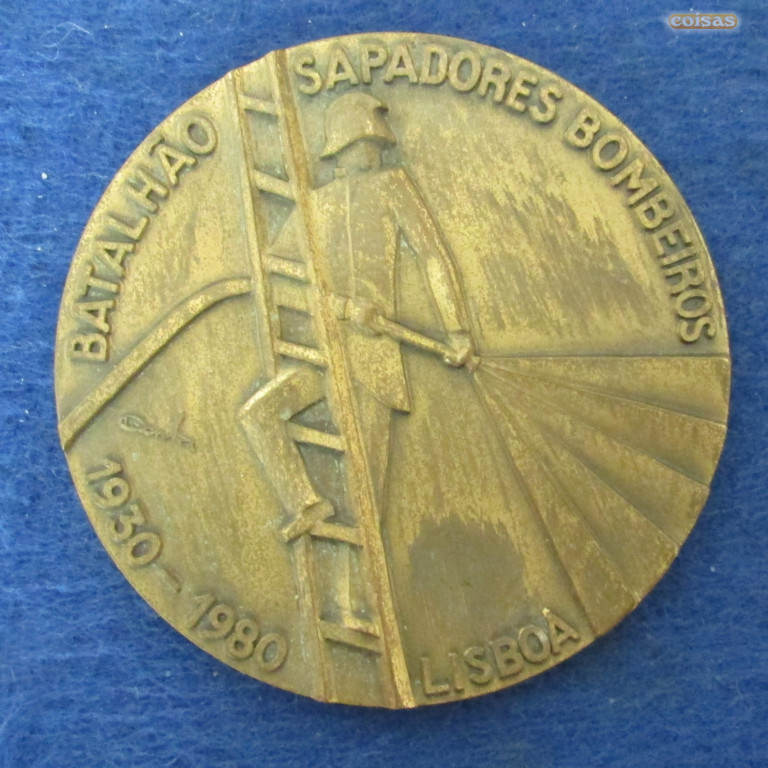 coisas
BATALHÃO SAPADORES BOMBEIROS
1930-1980
LISBOA